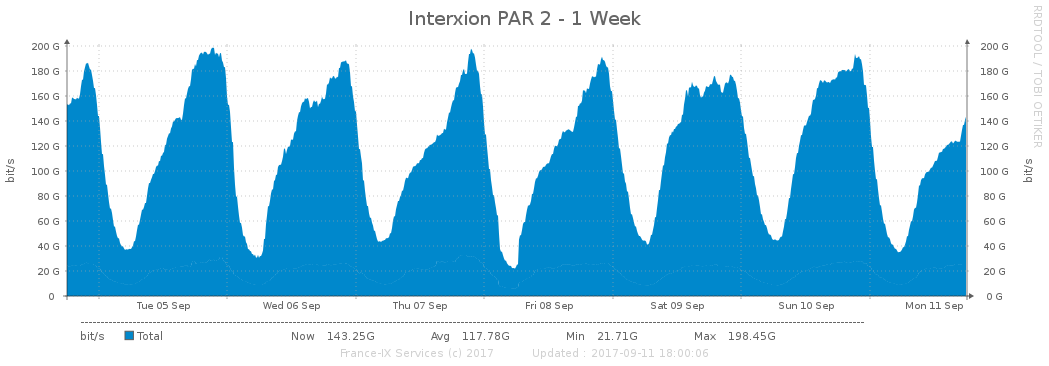 Interxion PAR 2 - 1 Week
RRDTOOL / TOBI OETIKER
bit/s
200 G
180 G
160 G
140 G
120 G
100 G
80 G
60 G
40 G
20 G
0
200 G
180 G
160 G
140 G
120 G
100 G
80 G
60 G
40 G
20 G
0 G
bit/s
Tue 05 Sep Wed 06 Sep Thu 07 Sep Fri 08 Sep Sat 09 Sep Sun 10 Sep Mon 11 Sep
bit/s Total Now 143.25G Avg 117.78G Min 21.71G Max 198.45G
France-IX Services (c) 2017 Updated : 2017-09-11 18:00:06